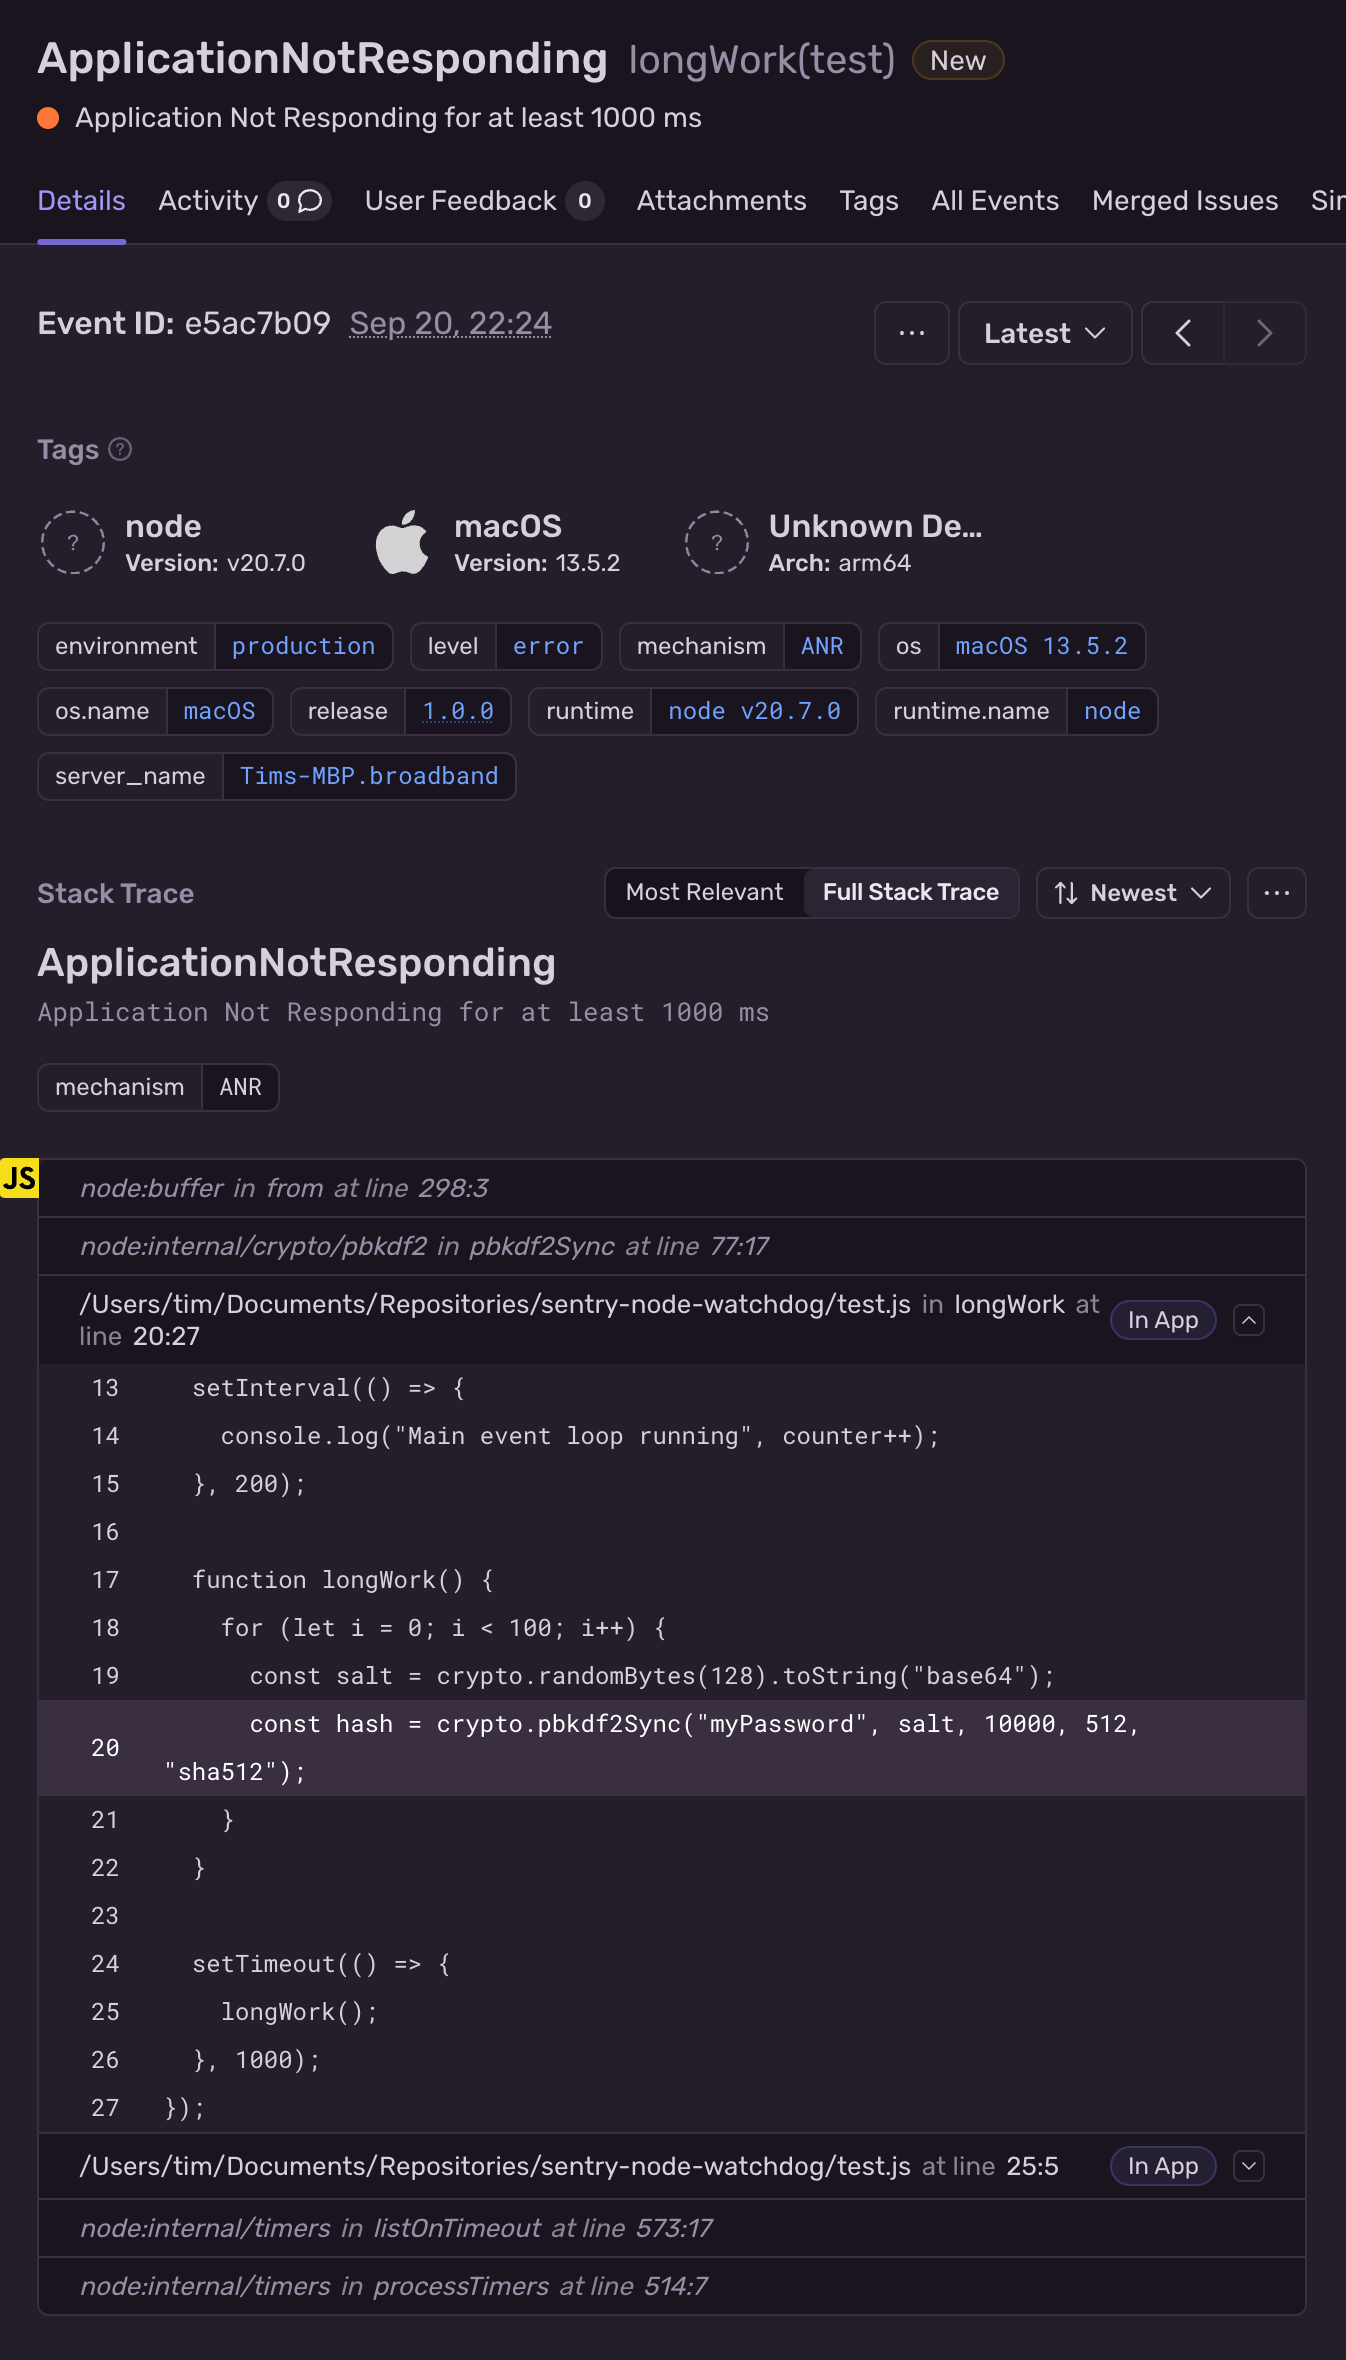 ApplicationNotResponding longWork(test) New
Application Not Responding for at least 1000 ms
Details Activity 0 User Feedback 0 Attachments Tags All Events Merged Issues Sir
Event ID: e5ac7b09 Sep 20, 22:24
... Latest
Tags ?
? node macOS ? Unknown De...
Version: v20.7.0 Version: 13.5.2 Arch: arm64
environment production level error mechanism ANR os macOS 13.5.2
os.name macOS release 1.0.0 runtime node v20.7.0 runtime.name node
server_name Tims-MBP.broadband
Stack Trace Most Relevant Full Stack Trace Newest ...
ApplicationNotResponding
Application Not Responding for at least 1000 ms
mechanism ANR
JS
node:buffer in from at line 298:3
node:internal/crypto/pbkdf2 in pbkdf2Sync at line 77:17
/Users/tim/Documents/Repositories/sentry-node-watchdog/test.js in longWork at
line 20:27 In App
13 setInterval(() => {
14 console.log("Main event loop running", counter++);
15 }, 200);
16
17 function longWork() {
18 for (let i = 0; i < 100; i++) {
19 const salt = crypto.randomBytes(128).toString("base64");
20 const hash = crypto.pbkdf2Sync("myPassword", salt, 10000, 512,
"sha512");
21 }
22 }
23
24 setTimeout(() => {
25 longWork();
26 }, 1000);
27 });
/Users/tim/Documents/Repositories/sentry-node-watchdog/test.js at line 25:5 In App
node:internal/timers in listOnTimeout at line 573:17
node:internal/timers in processTimers at line 514:7